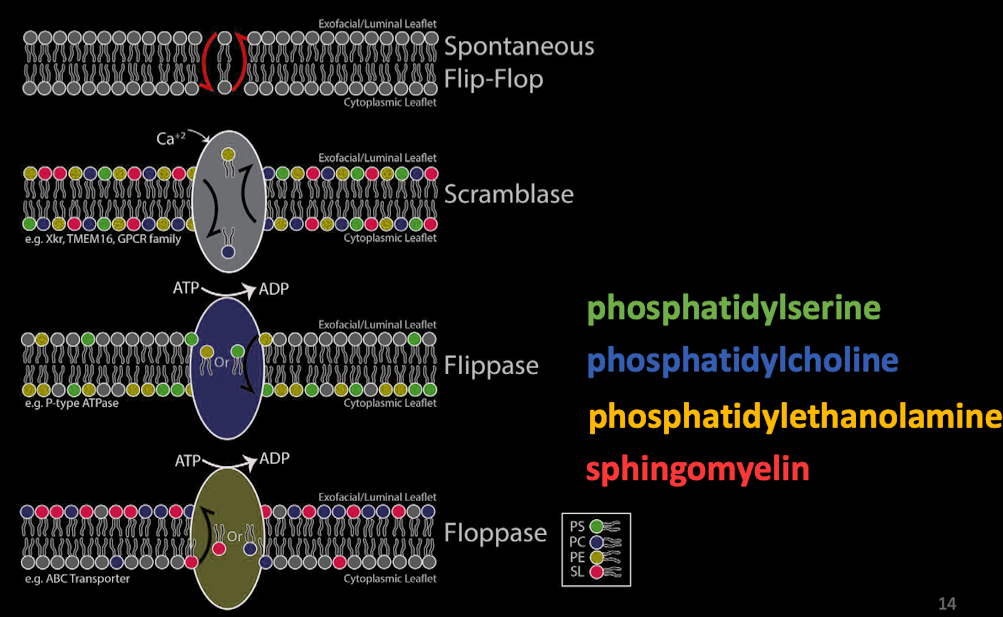 Exofacial/Luminal Leaflet
Spontaneous
Flip-Flop
Cytoplasmic Leaflet
Ca+2
Exofacial/Luminal Leaflet
Scramblase
e.g. Xkr, TMEM16, GPCR family
Cytoplasmic Leaflet
ATP
ADP
Exofacial/Luminal Leaflet
Or
Flippase
e.g. P-type ATPase
Cytoplasmic Leaflet
ATP
ADP
Exofacial/Luminal Leaflet
Or
Floppase
e.g. ABC Transporter
Cytoplasmic Leaflet
phosphatidylserine
phosphatidylcholine
phosphatidylethanolamine
sphingomyelin
PS
PC
PE
SL
14